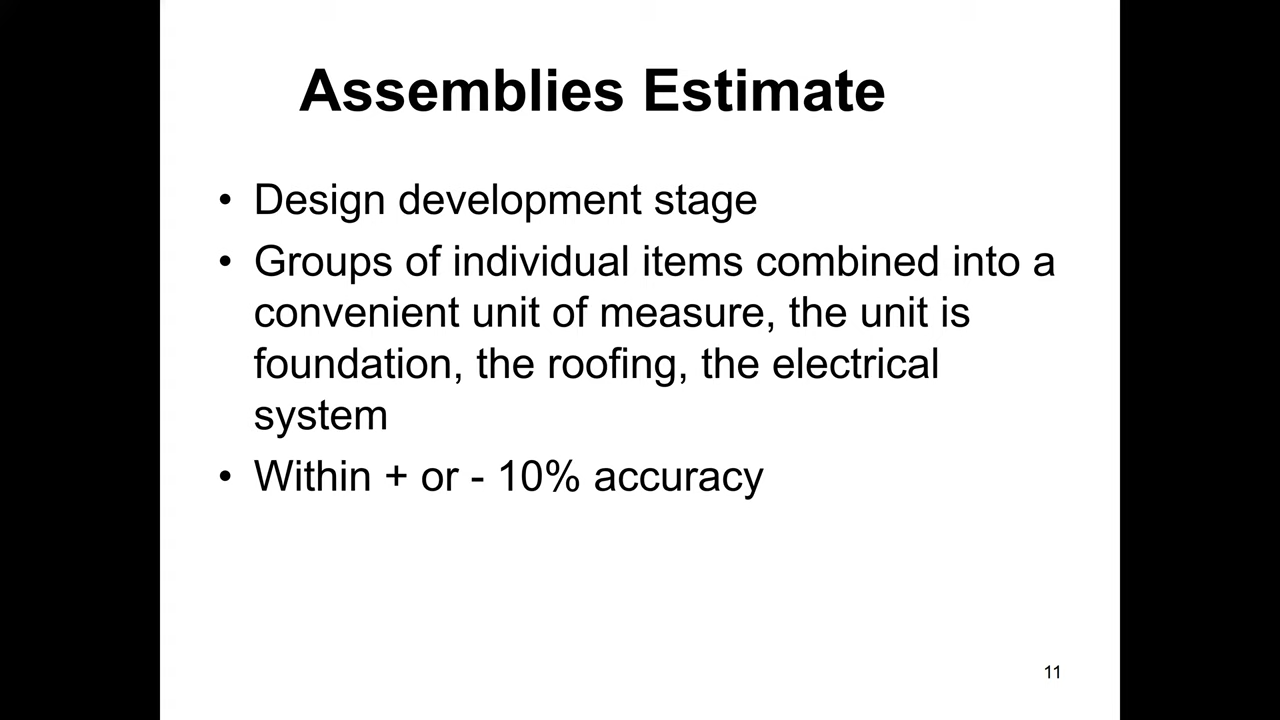 Assemblies Estimate
• Design development stage
• Groups of individual items combined into a
convenient unit of measure, the unit is
foundation, the roofing, the electrical
system
• Within + or - 10% accuracy
11